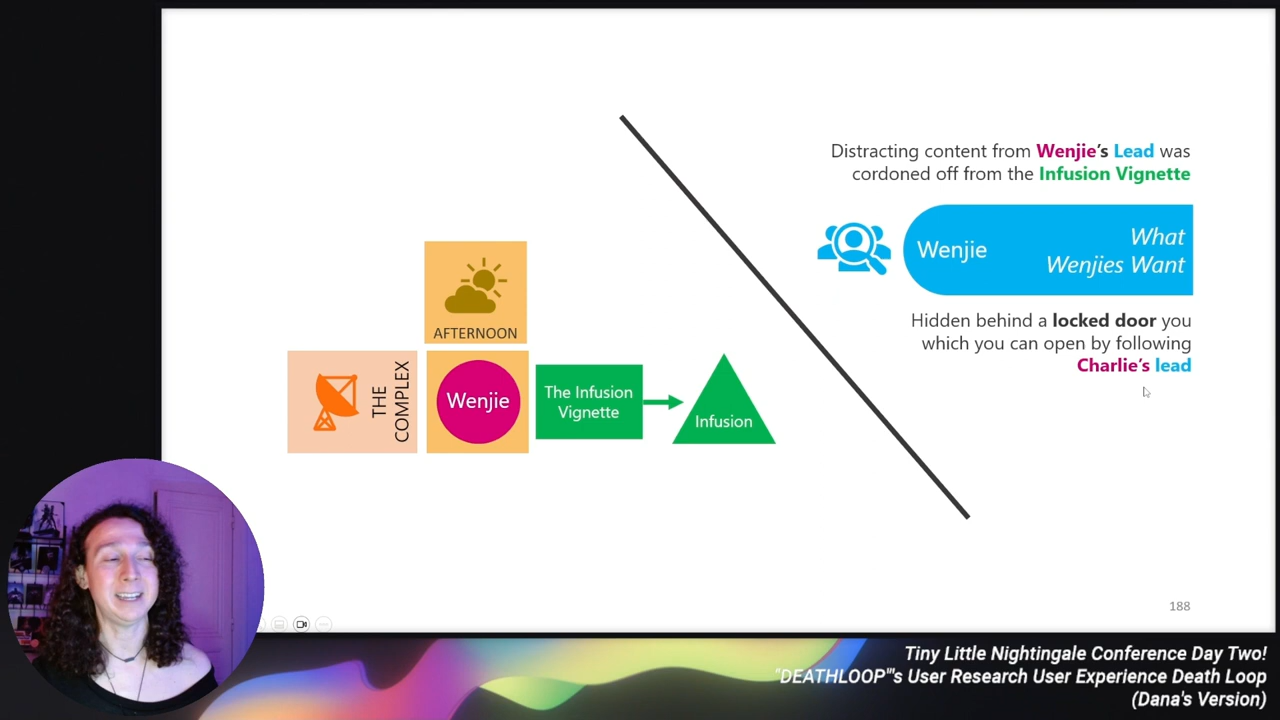 Distracting content from Wenjie's Lead was
cordoned off from the Infusion Vignette
Wenjie
What
Wenjies Want
Hidden behind a locked door you
which you can open by following
Charlie's lead
AFTERNOON
THE
COMPLEX
Wenjie
The Infusion
Vignette
Infusion
188
Tiny Little Nightingale Conference Day Two!
"DEATHLOOP"'s User Research User Experience Death Loop
(Dana's Version)